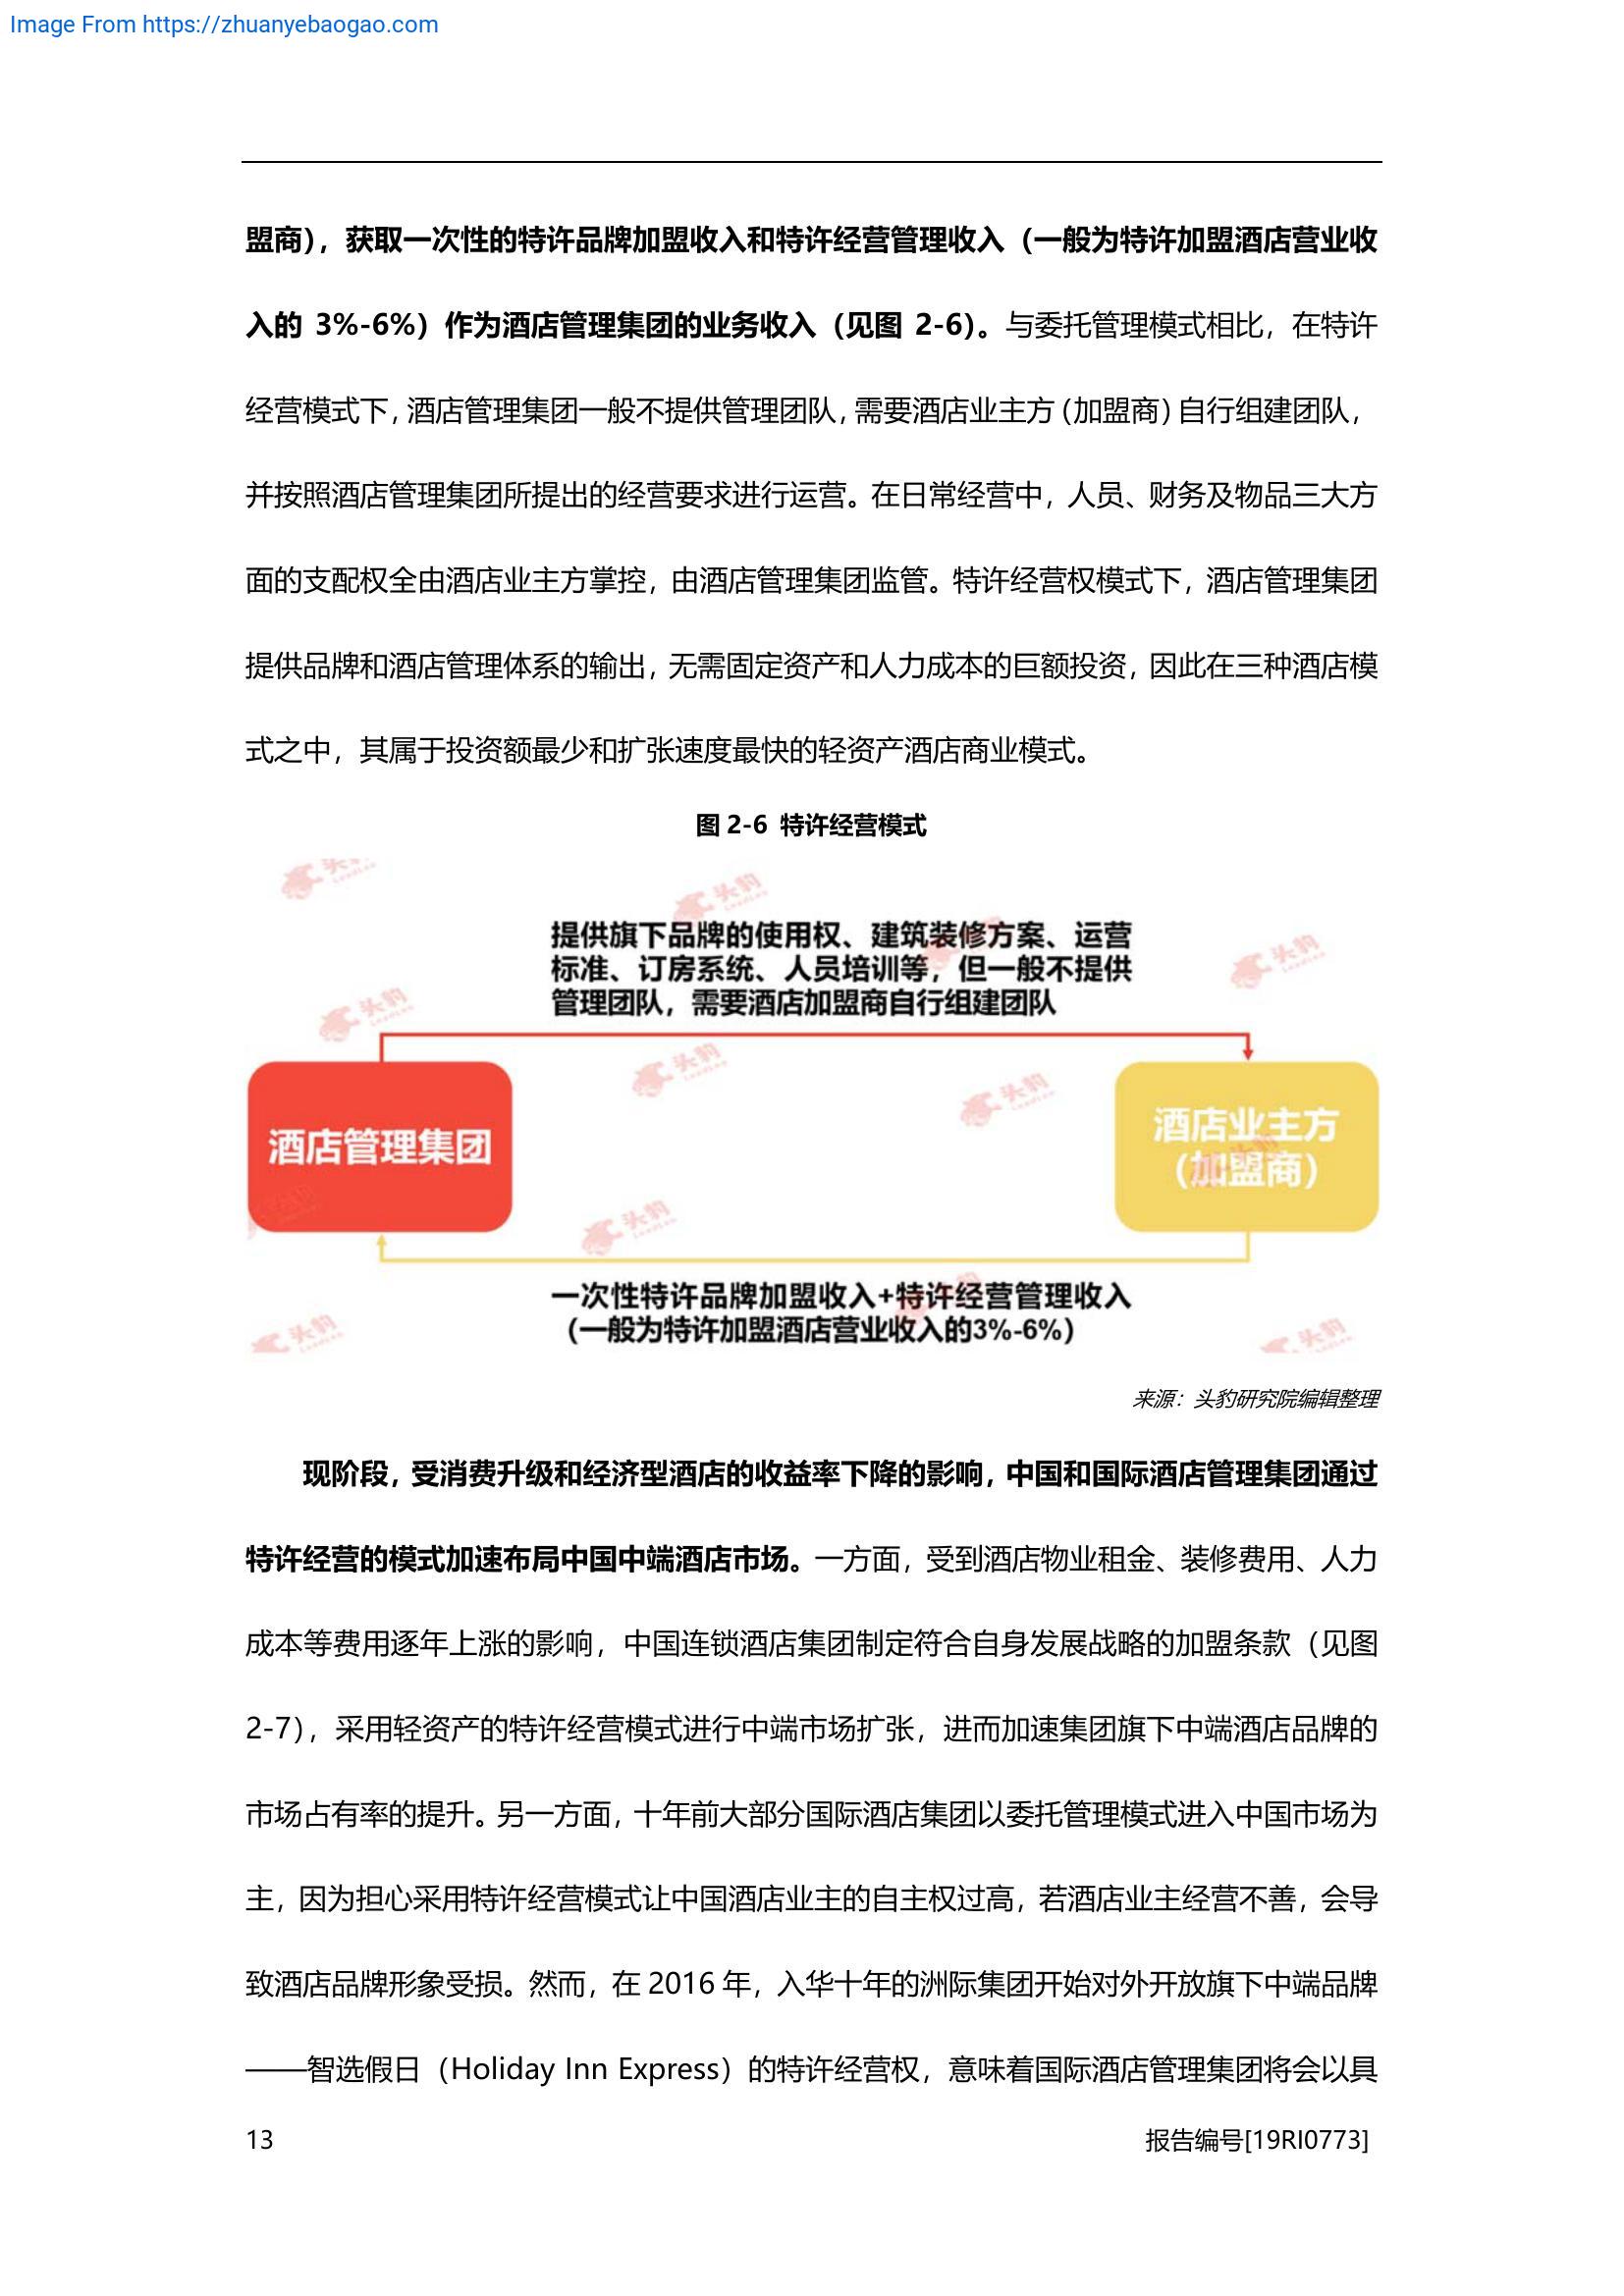 Image From https://zhuanyebaogao.com
盟商），获取一次性的特许品牌加盟收入和特许经营管理收入（一般为特许加盟酒店营业收
入的 3%-6%）作为酒店管理集团的业务收入（见图 2-6）。与委托管理模式相比，在特许
经营模式下，酒店管理集团一般不提供管理团队，需要酒店业主方（加盟商）自行组建团队，
并按照酒店管理集团所提出的经营要求进行运营。在日常经营中，人员、财务及物品三大方
面的支配权全由酒店业主方掌控，由酒店管理集团监管。特许经营权模式下，酒店管理集团
提供品牌和酒店管理体系的输出，无需固定资产和人力成本的巨额投资，因此在三种酒店模
式之中，其属于投资额最少和扩张速度最快的轻资产酒店商业模式。
图 2-6 特许经营模式
提供旗下品牌的使用权、建筑装修方案、运营
标准、订房系统、人员培训等，但一般不提供
管理团队，需要酒店加盟商自行组建团队
酒店管理集团
酒店业主方
（加盟商）
一次性特许品牌加盟收入+特许经营管理收入
（一般为特许加盟酒店营业收入的3%-6%）
来源：头豹研究院编辑整理
现阶段，受消费升级和经济型酒店的收益率下降的影响，中国和国际酒店管理集团通过
特许经营的模式加速布局中国中端酒店市场。一方面，受到酒店物业租金、装修费用、人力
成本等费用逐年上涨的影响，中国连锁酒店集团制定符合自身发展战略的加盟条款（见图
2-7），采用轻资产的特许经营模式进行中端市场扩张，进而加速集团旗下中端酒店品牌的
市场占有率的提升。另一方面，十年前大部分国际酒店集团以委托管理模式进入中国市场为
主，因为担心采用特许经营模式让中国酒店业主的自主权过高，若酒店业主经营不善，会导
致酒店品牌形象受损。然而，在 2016 年，入华十年的洲际集团开始对外开放旗下中端品牌
——智选假日（Holiday Inn Express）的特许经营权，意味着国际酒店管理集团将会以具
13
报告编号[19RI0773]